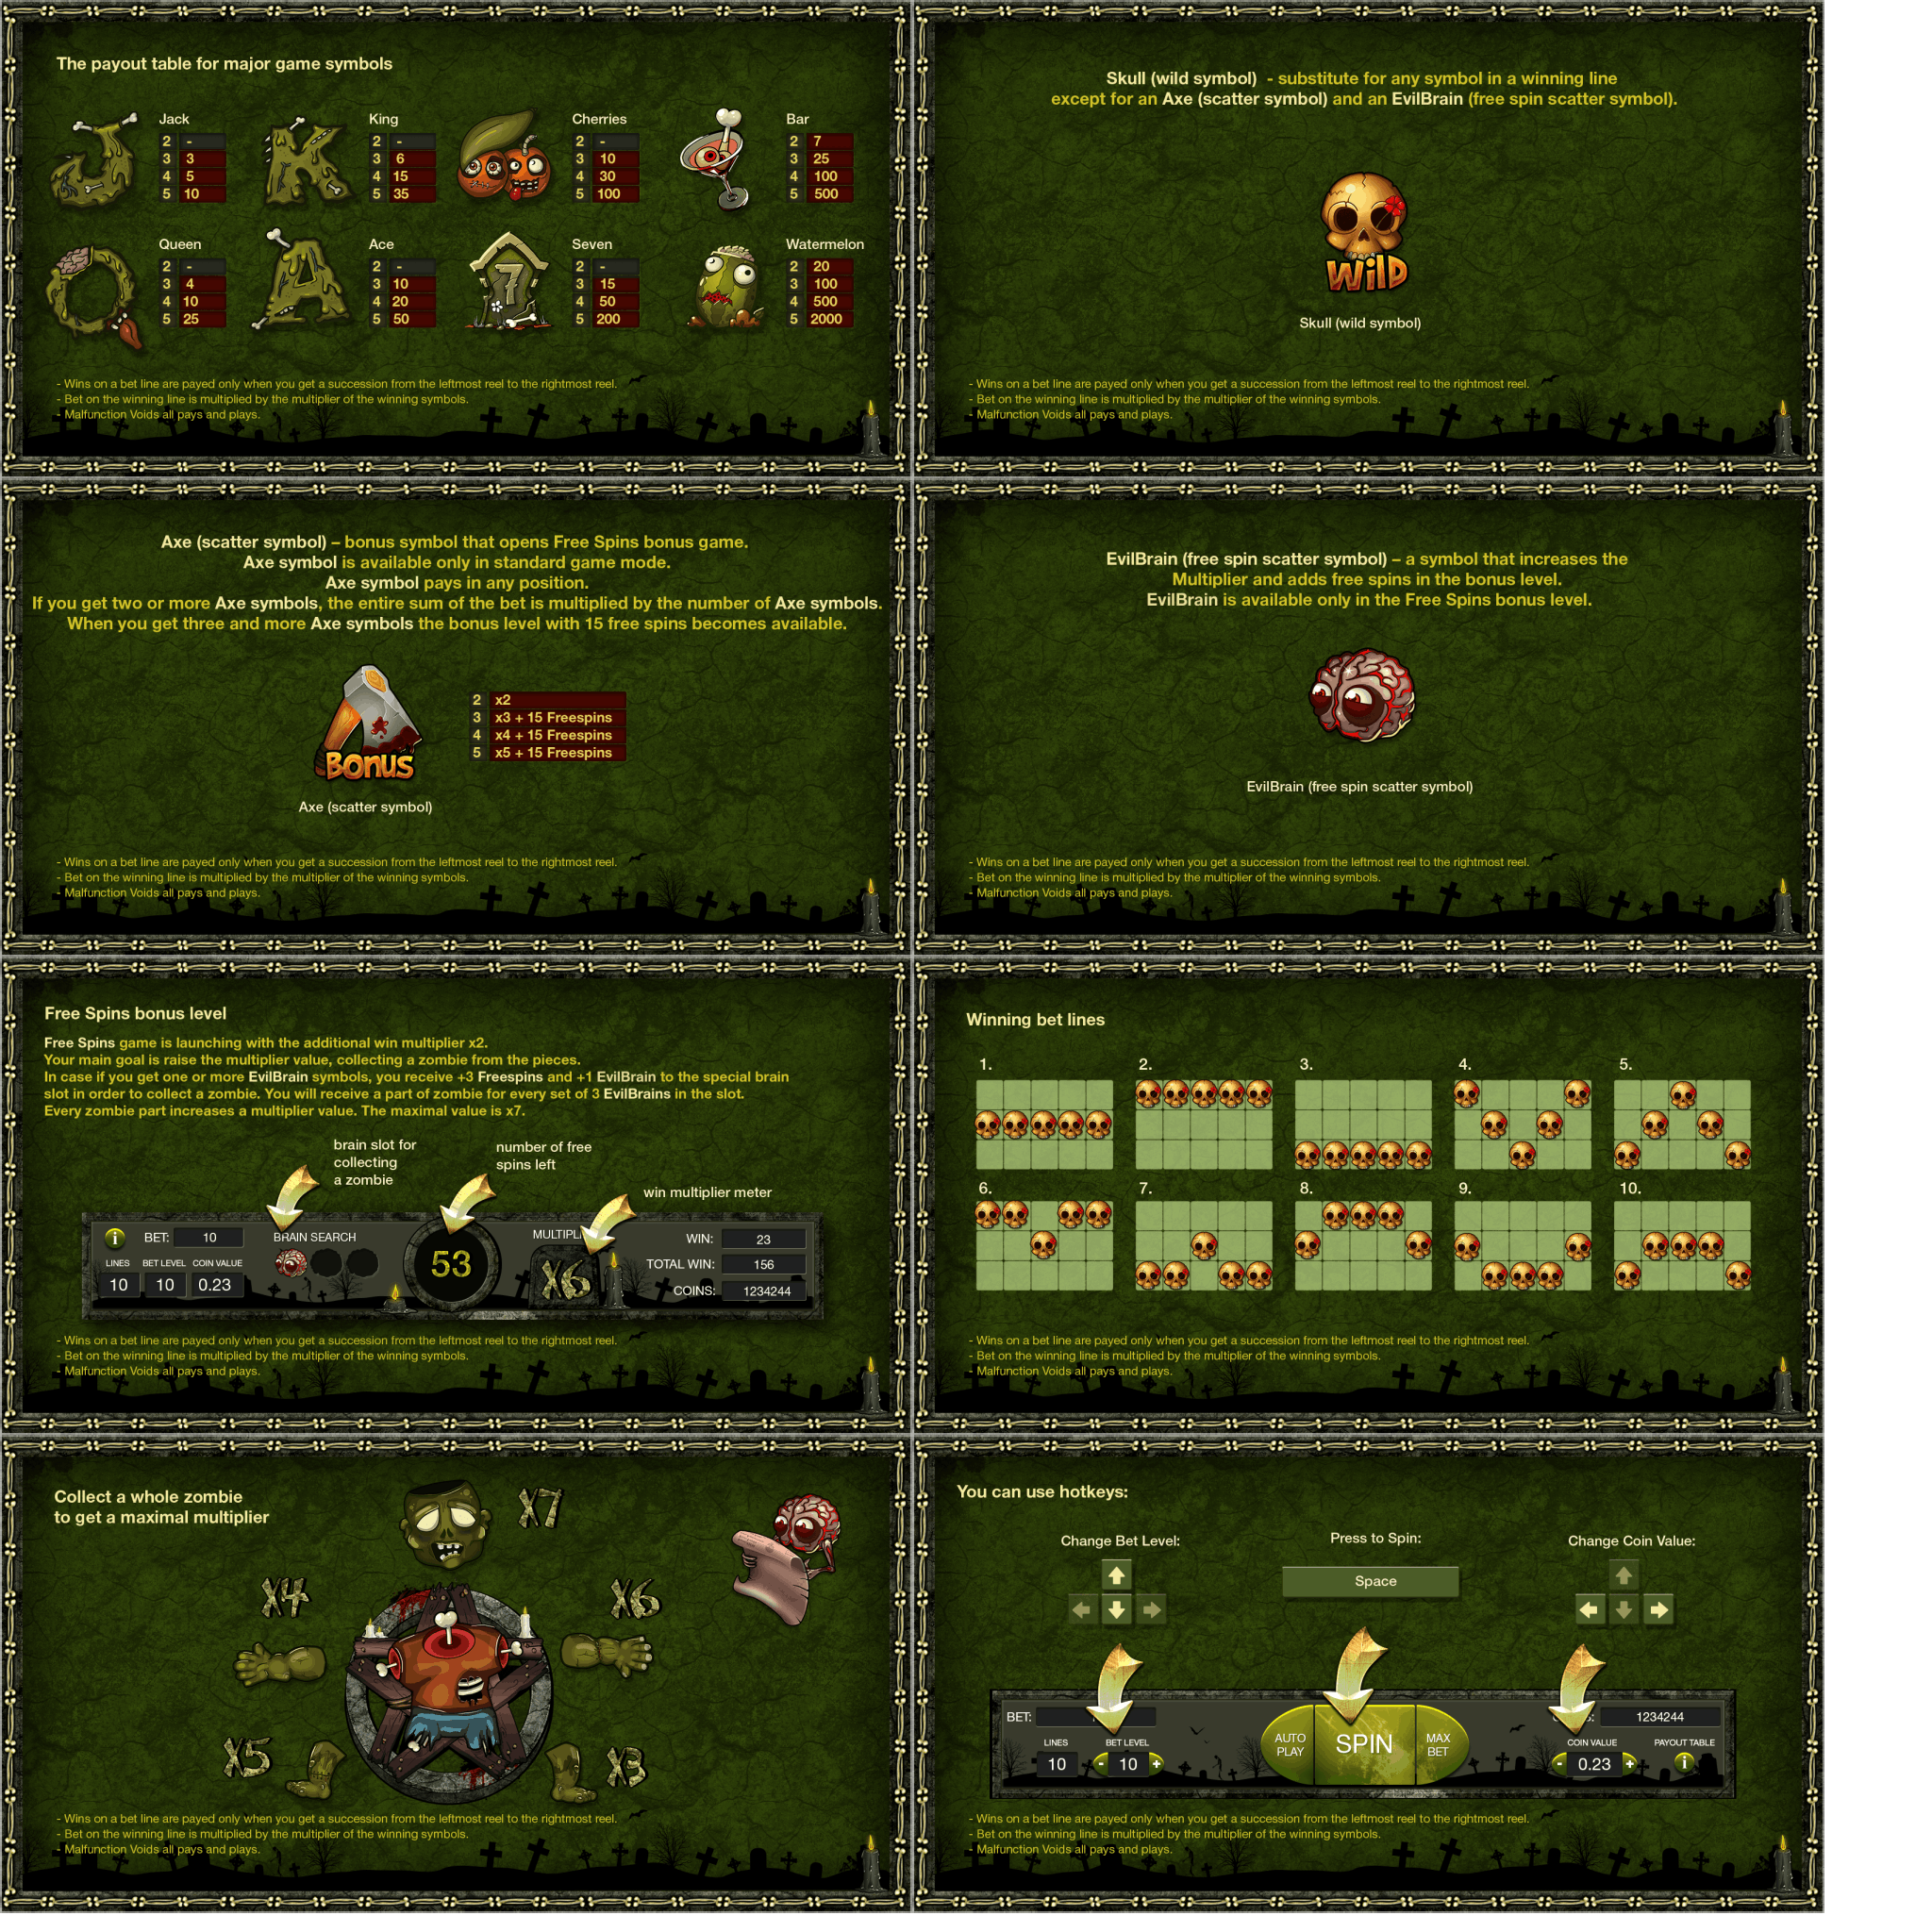 The payout table for major game symbols
Jack
2 -
3 3
4 5
5 10
King
2 -
3 6
4 15
5 35
Cherries
2 -
3 10
4 30
5 100
Bar
2 7
3 25
4 100
5 500
Queen
2 -
3 4
4 10
5 25
Ace
2 -
3 10
4 20
5 50
Seven
2 -
3 15
4 50
5 200
7
Watermelon
2 20
3 100
4 500
5 2000
- Wins on a bet line are payed only when you get a succession from the leftmost reel to the rightmost reel.
- Bet on the winning line is multiplied by the multiplier of the winning symbols.
- Malfunction Voids all pays and plays.
Skull (wild symbol) - substitute for any symbol in a winning line
except for an Axe (scatter symbol) and an EvilBrain (free spin scatter symbol).
WilD
Skull (wild symbol)
- Wins on a bet line are payed only when you get a succession from the leftmost reel to the rightmost reel.
- Bet on the winning line is multiplied by the multiplier of the winning symbols.
- Malfunction Voids all pays and plays.
Axe (scatter symbol) – bonus symbol that opens Free Spins bonus game.
Axe symbol is available only in standard game mode.
Axe symbol pays in any position.
If you get two or more Axe symbols, the entire sum of the bet is multiplied by the number of Axe symbols.
When you get three and more Axe symbols the bonus level with 15 free spins becomes available.
Bonus
2 x2
3 x3 + 15 Freespins
4 x4 + 15 Freespins
5 x5 + 15 Freespins
Axe (scatter symbol)
- Wins on a bet line are payed only when you get a succession from the leftmost reel to the rightmost reel.
- Bet on the winning line is multiplied by the multiplier of the winning symbols.
- Malfunction Voids all pays and plays.
EvilBrain (free spin scatter symbol) – a symbol that increases the
Multiplier and adds free spins in the bonus level.
EvilBrain is available only in the Free Spins bonus level.
EvilBrain (free spin scatter symbol)
- Wins on a bet line are payed only when you get a succession from the leftmost reel to the rightmost reel.
- Bet on the winning line is multiplied by the multiplier of the winning symbols.
- Malfunction Voids all pays and plays.
Free Spins bonus level
Free Spins game is launching with the additional win multiplier x2.
Your main goal is raise the multiplier value, collecting a zombie from the pieces.
In case if you get one or more EvilBrain symbols, you receive +3 Freespins and +1 EvilBrain to the special brain
slot in order to collect a zombie. You will receive a part of zombie for every set of 3 EvilBrains in the slot.
Every zombie part increases a multiplier value. The maximal value is x7.
brain slot for
collecting
a zombie
number of free
spins left
win multiplier meter
i BET: 10
LINES BET LEVEL COIN VALUE
10 10 0.23
BRAIN SEARCH
53
MULTIPLI
X6
WIN: 23
TOTAL WIN: 156
COINS: 1234244
- Wins on a bet line are payed only when you get a succession from the leftmost reel to the rightmost reel.
- Bet on the winning line is multiplied by the multiplier of the winning symbols.
- Malfunction Voids all pays and plays.
Winning bet lines
1. 2. 3. 4. 5.
6. 7. 8. 9. 10.
- Wins on a bet line are payed only when you get a succession from the leftmost reel to the rightmost reel.
- Bet on the winning line is multiplied by the multiplier of the winning symbols.
- Malfunction Voids all pays and plays.
Collect a whole zombie
to get a maximal multiplier
X7
X4 X6
X5 X3
- Wins on a bet line are payed only when you get a succession from the leftmost reel to the rightmost reel.
- Bet on the winning line is multiplied by the multiplier of the winning symbols.
- Malfunction Voids all pays and plays.
You can use hotkeys:
Change Bet Level:
Press to Spin:
Space
Change Coin Value:
BET:
LINES BET LEVEL
10 - 10 +
AUTO
PLAY
SPIN
MAX
BET
1234244
COIN VALUE PAYOUT TABLE
- 0.23 + i
- Wins on a bet line are payed only when you get a succession from the leftmost reel to the rightmost reel.
- Bet on the winning line is multiplied by the multiplier of the winning symbols.
- Malfunction Voids all pays and plays.